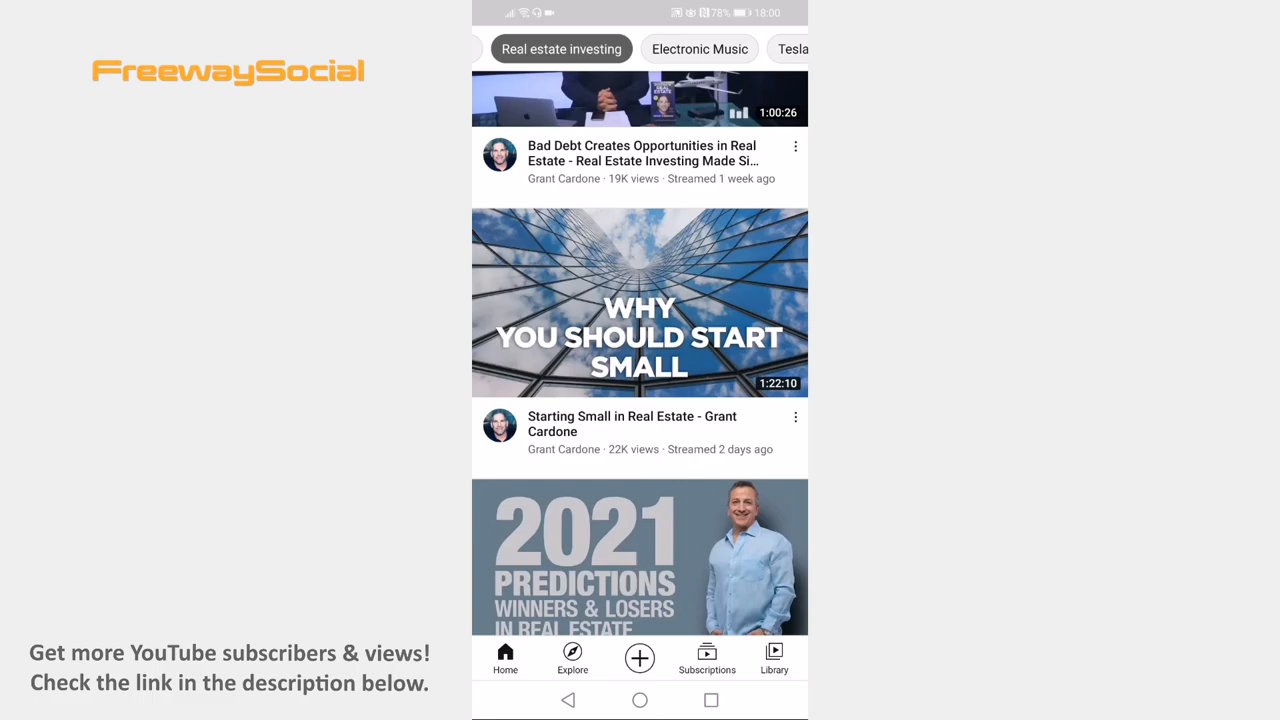 FreewaySocial
78% 18:00
Real estate investing Electronic Music Tesla
1:00:26
Bad Debt Creates Opportunities in Real
Estate - Real Estate Investing Made Si...
Grant Cardone · 19K views · Streamed 1 week ago
WHY
YOU SHOULD START
SMALL
1:22:10
Starting Small in Real Estate - Grant
Cardone
Grant Cardone · 22K views · Streamed 2 days ago
2021
PREDICTIONS
WINNERS & LOSERS
IN REAL ESTATE
Home Explore Subscriptions Library
Get more YouTube subscribers & views!
Check the link in the description below.